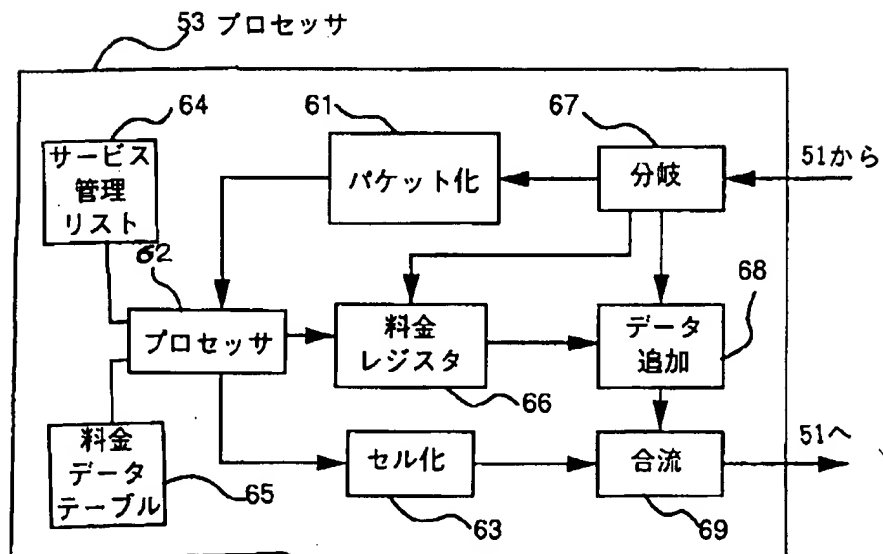 53 プロセッサ
64
61
67
サービス
管理
リスト
パケット化
分岐
51から
62
プロセッサ
料金
レジスタ
データ
追加
68
66
料金
データ
テーブル
65
セル化
63
合流
69
51へ